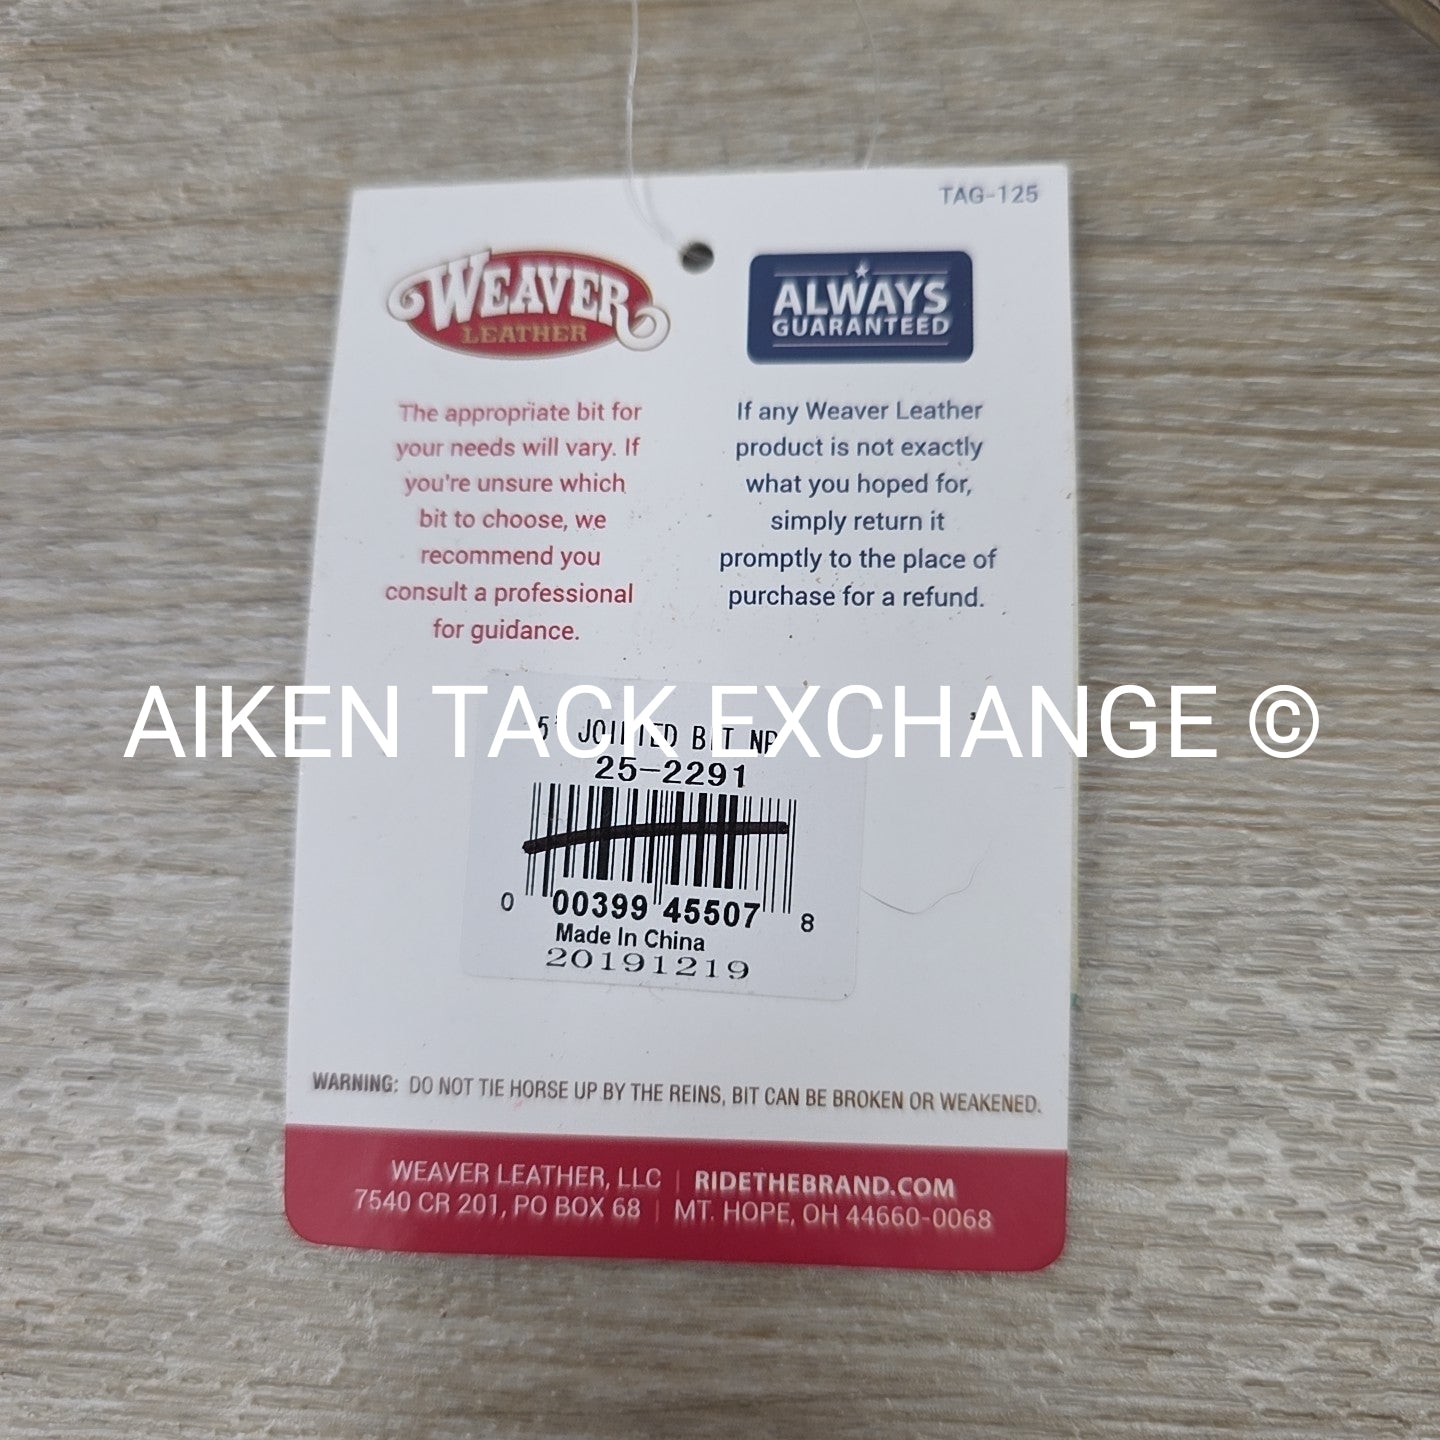 TAG-125
WEAVER
LEATHER
ALWAYS
GUARANTEED
The appropriate bit for
your needs will vary. If
you're unsure which
bit to choose, we
recommend you
consult a professional
for guidance.
If any Weaver Leather
product is not exactly
what you hoped for,
simply return it
promptly to the place of
purchase for a refund.
AIKEN TACK EXCHANGE ©
5" JOINTED BIT NP
25-2291
0 00399 45507 8
Made In China
20191219
WARNING: DO NOT TIE HORSE UP BY THE REINS, BIT CAN BE BROKEN OR WEAKENED.
WEAVER LEATHER, LLC | RIDETHEBRAND.COM
7540 CR 201, PO BOX 68 | MT. HOPE, OH 44660-0068